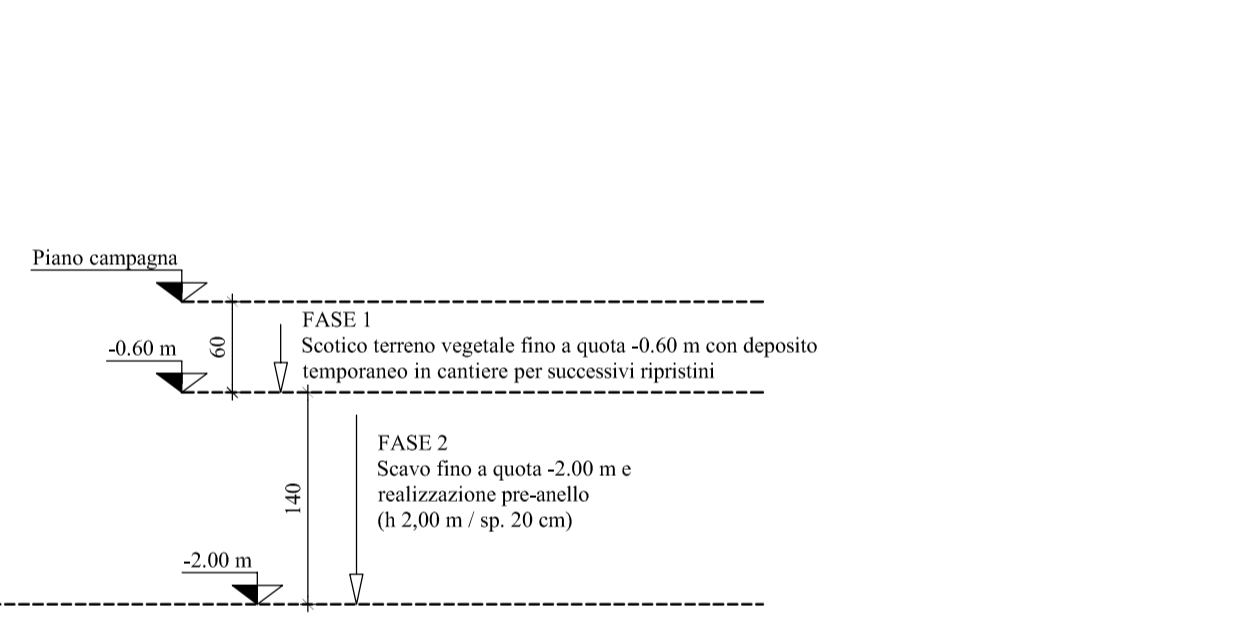 Piano campagna
FASE 1
-0.60 m
60
Scotico terreno vegetale fino a quota -0.60 m con deposito
temporaneo in cantiere per successivi ripristini
FASE 2
Scavo fino a quota -2.00 m e
realizzazione pre-anello
(h 2,00 m / sp. 20 cm)
140
-2.00 m